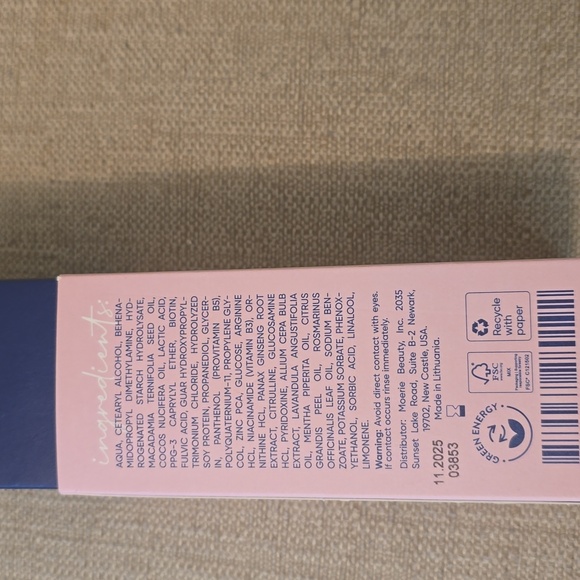 ingredients:
AQUA, CETEARYL ALCOHOL, BEHENA-
MIDOPROPYL DIMETHYLAMINE, HYD-
ROGENATED STARCH HYDROLYSATE,
MACADAMIA TERNIFOLIA SEED OIL,
COCOS NUCIFERA OIL, LACTIC ACID,
PPG-3 CAPRYLYL ETHER, BIOTIN,
FULVIC ACID, GUARHYDROXYPROPYL-
TRIMONIUM CHLORIDE, HYDROLYZED
SOY PROTEIN, PROPANEDIOL, GLYCER-
IN, PANTHENOL (PROVITAMIN B5),
POLYQUATERNIUM-11, PROPYLENE GLY-
COL, ZINC PCA, GLUCOSE, ARGININE
HCL, NIACINAMIDE (VITAMIN B3), OR-
NITHINE HCL, PANAX GINSENG ROOT
EXTRACT, CITRULLINE, GLUCOSAMINE
HCL, PYRIDOXINE, ALLIUM CEPA BULB
EXTRACT, LAVANDULA ANGUSTIFOLIA
OIL, MENTHA PIPERITA OIL, CITRUS
GRANDIS PEEL OIL, ROSMARINUS
OFFICINALIS LEAF OIL, SODIUM BEN-
ZOATE, POTASSIUM SORBATE, PHENOX-
YETHANOL, SORBIC ACID, LINALOOL,
LIMONENE.
Warning: Avoid direct contact with eyes.
If contact occurs rinse immediately.
Distributor: Moerie Beauty, Inc. 2035
Sunset Lake Road, Suite B-2 Newark,
19702, New Castle, USA.
Made in Lithuania.
11.2025
03853
GREEN ENERGY
FSC
MIX
Recycle
with
paper